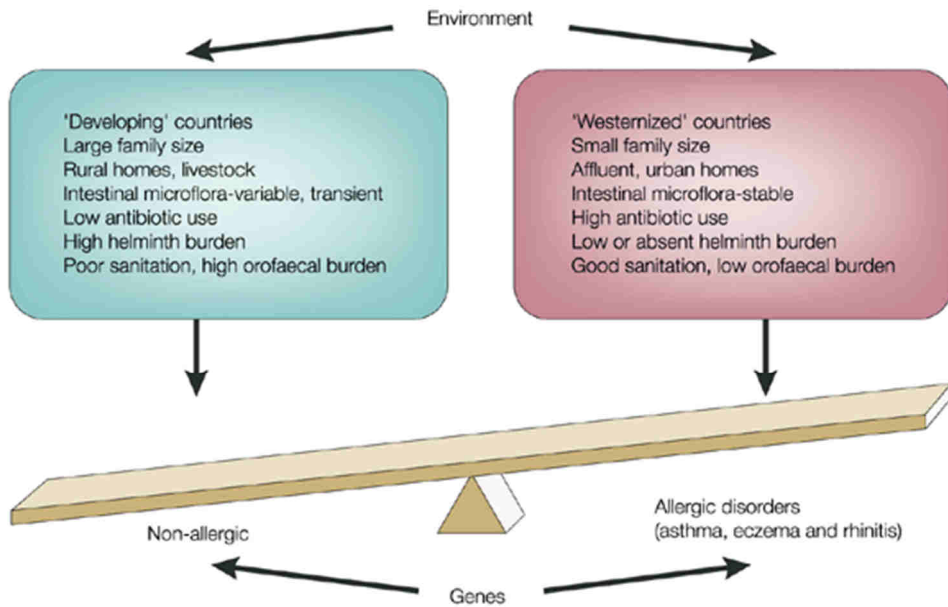 Environment
'Developing' countries
Large family size
Rural homes, livestock
Intestinal microflora-variable, transient
Low antibiotic use
High helminth burden
Poor sanitation, high orofaecal burden
'Westernized' countries
Small family size
Affluent, urban homes
Intestinal microflora-stable
High antibiotic use
Low or absent helminth burden
Good sanitation, low orofaecal burden
Non-allergic
Allergic disorders
(asthma, eczema and rhinitis)
Genes